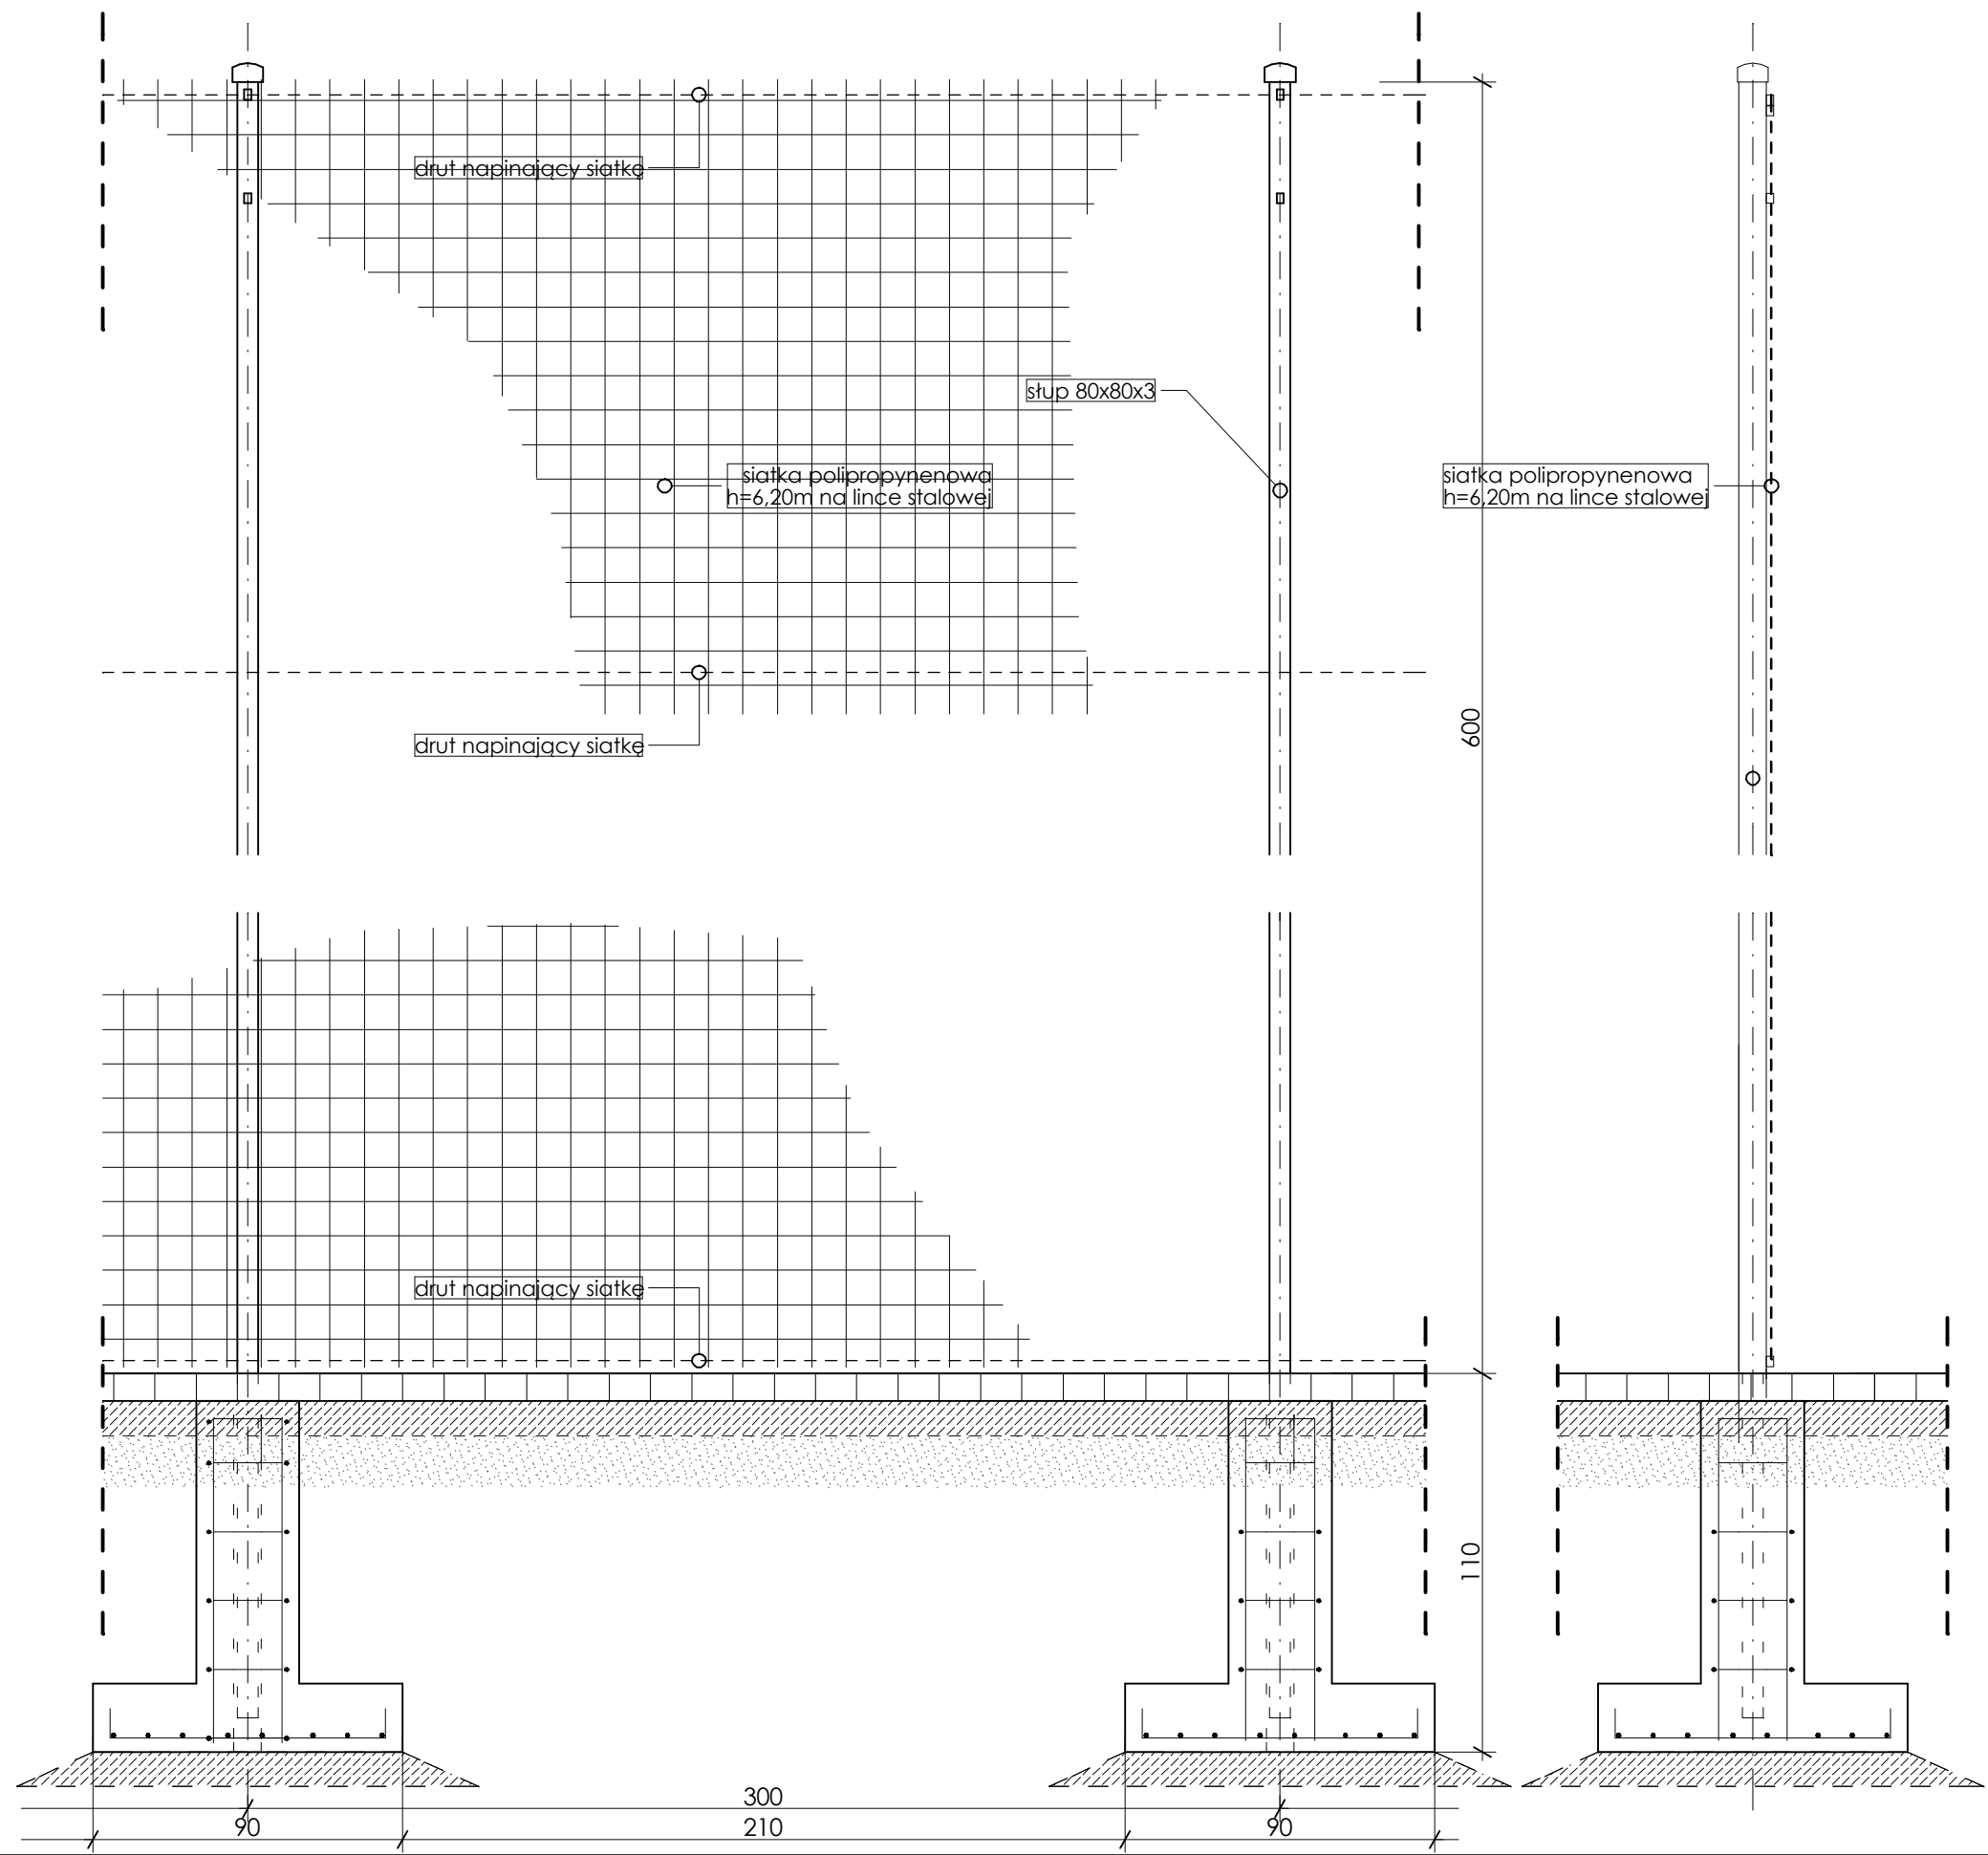 drut napinający siatkę
słup 80x80x3
siatka polipropynenowa
h=6,20m na lince stalowej
siatka polipropynenowa
h=6,20m na lince stalowej
drut napinający siatkę
600
drut napinający siatkę
110
300
90
210
90